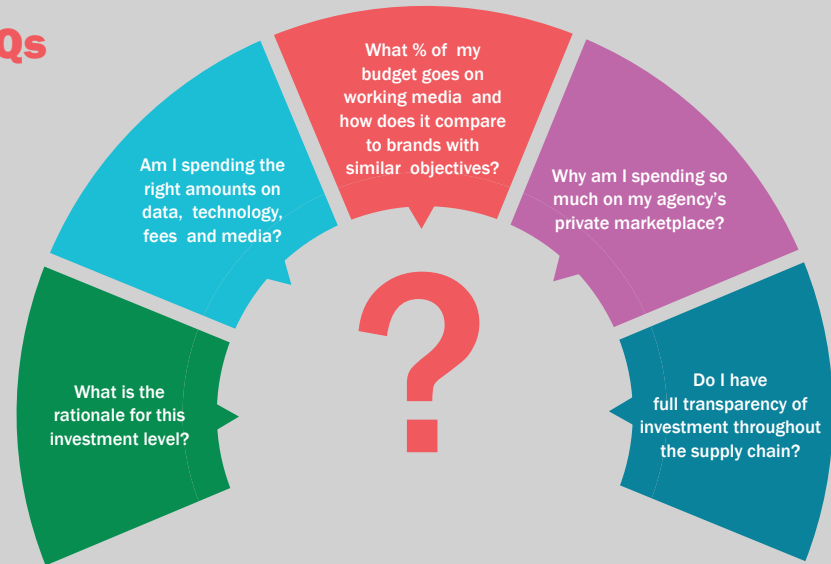 Qs
What is the
rationale for this
investment level?
Am I spending the
right amounts on
data, technology,
fees and media?
What % of my
budget goes on
working media and
how does it compare
to brands with
similar objectives?
Why am I spending so
much on my agency’s
private marketplace?
Do I have
full transparency of
investment throughout
the supply chain?
?